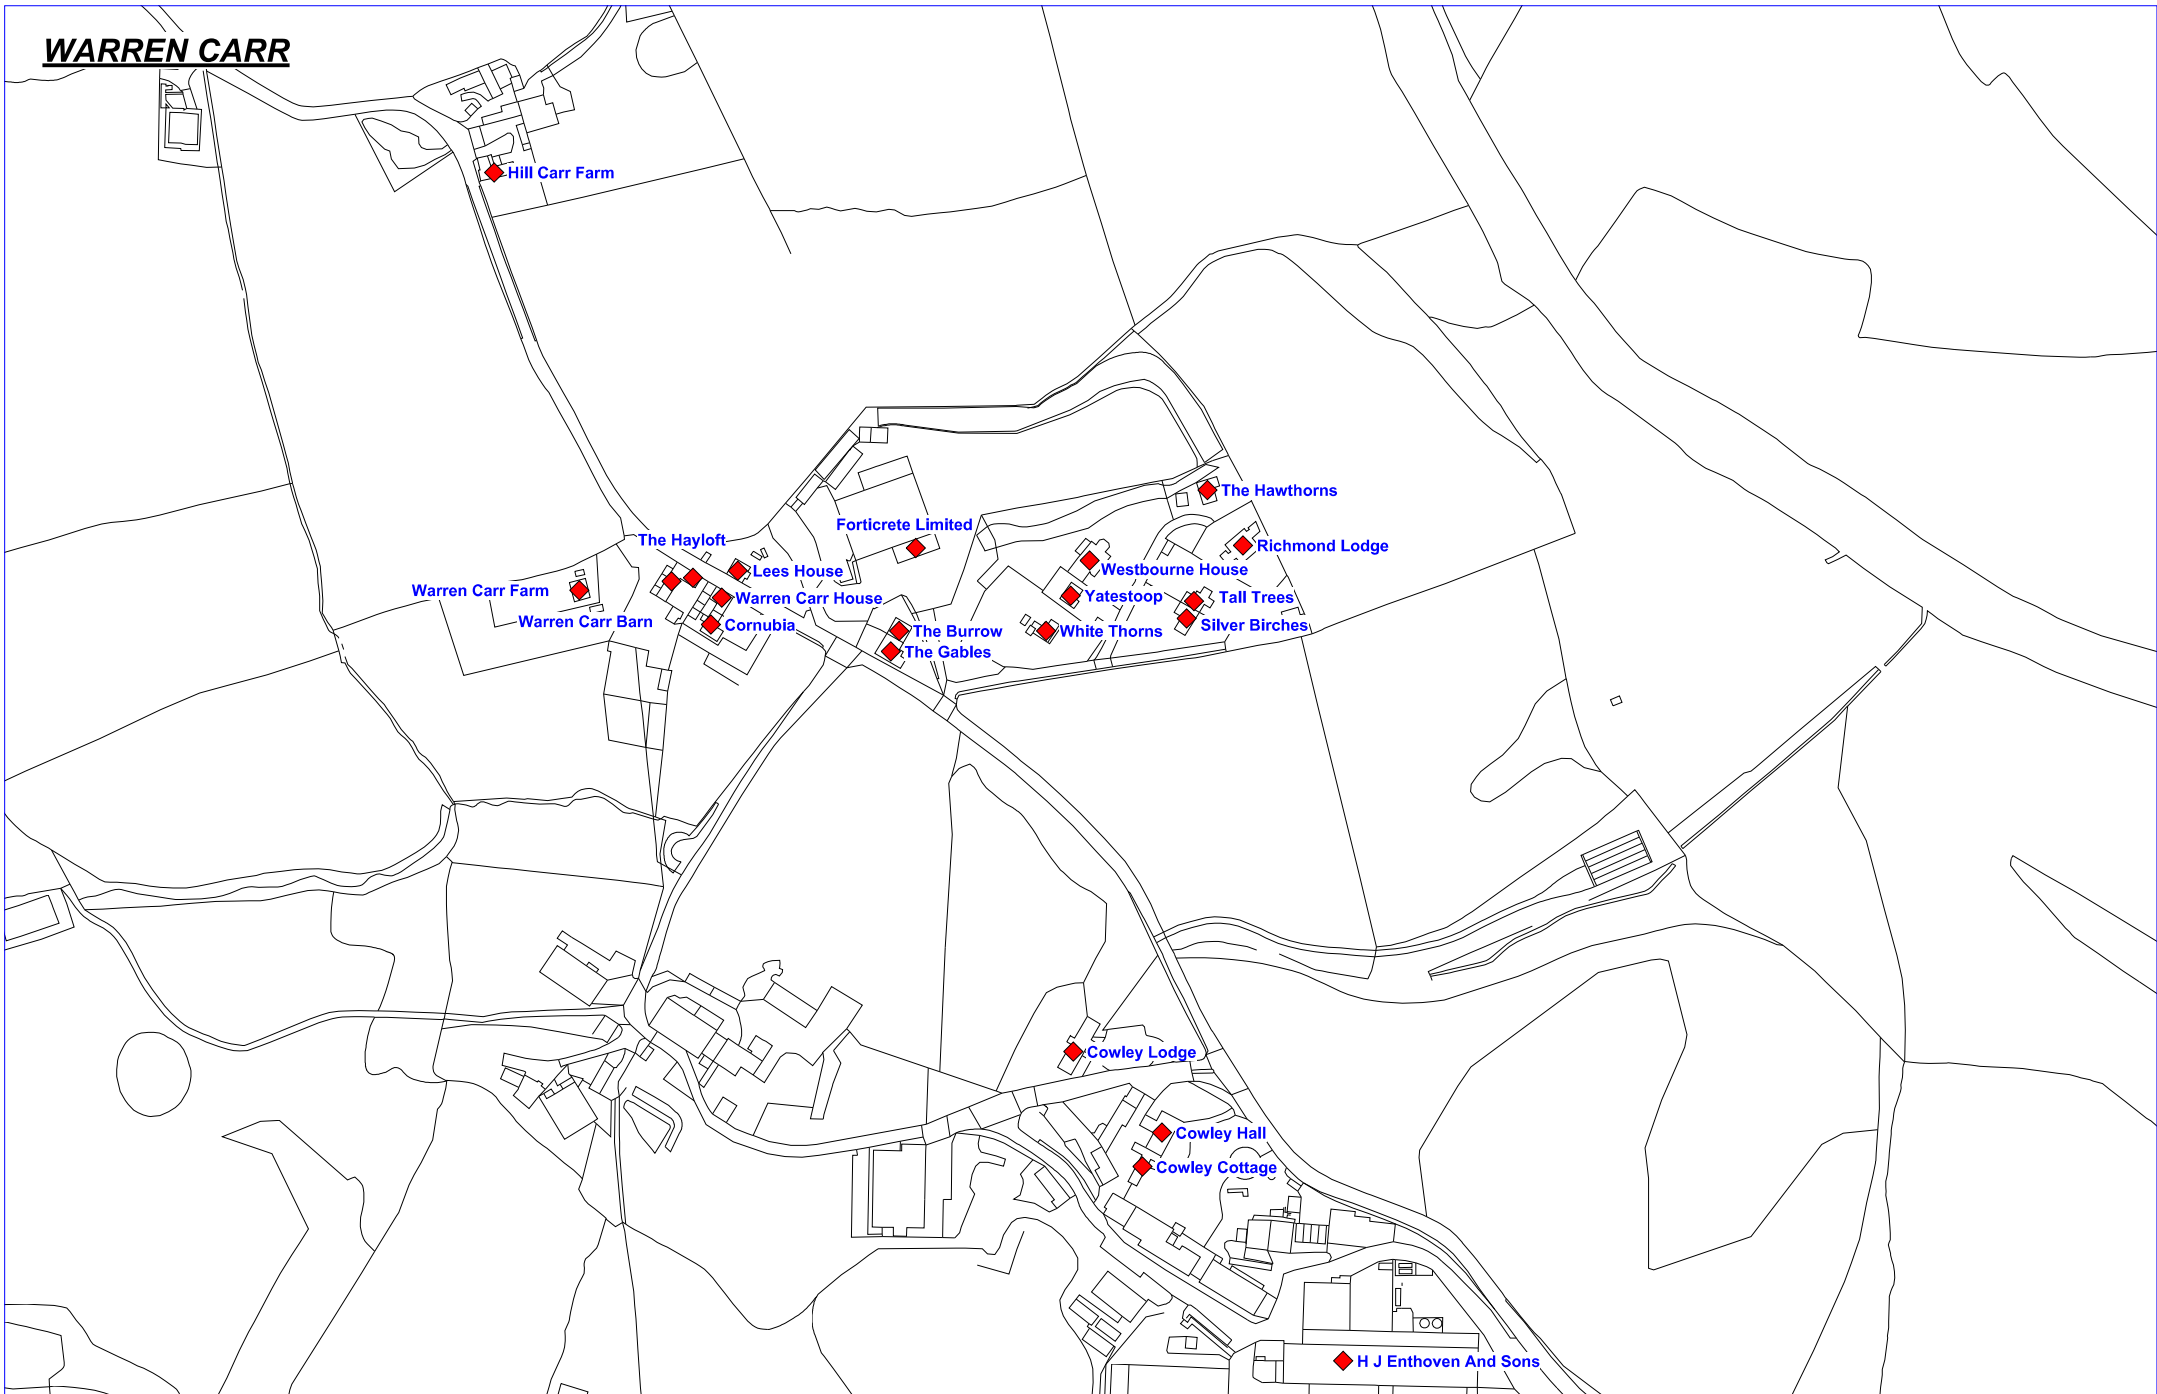 WARREN CARR
Hill Carr Farm
The Hawthorns
Forticrete Limited
The Hayloft
Richmond Lodge
Lees House
Westbourne House
Warren Carr Farm
Warren Carr House
Yatestoop
Tall Trees
Warren Carr Barn
Cornubia
The Burrow
White Thorns
Silver Birches
The Gables
Cowley Lodge
Cowley Hall
Cowley Cottage
H J Enthoven And Sons